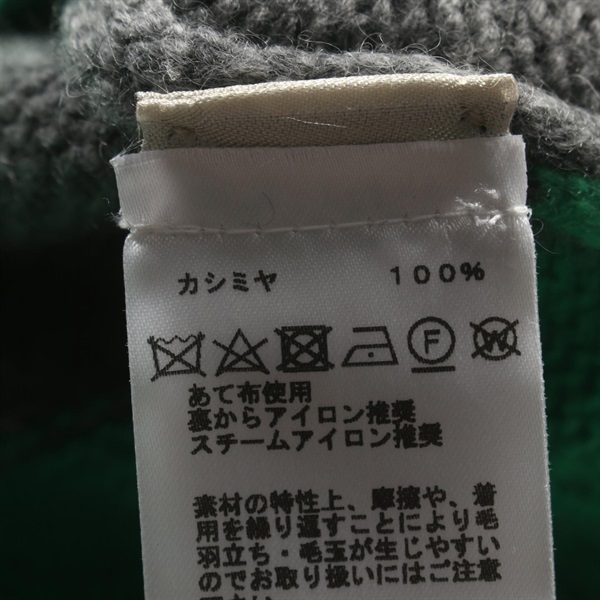 カシミヤ 100%
F W
あて布使用
裏からアイロン推奨
スチームアイロン推奨
素材の特性上、摩擦や、着
用を繰り返すことにより毛
羽立ち・毛玉が生じやすい
のでお取り扱いにはご注意